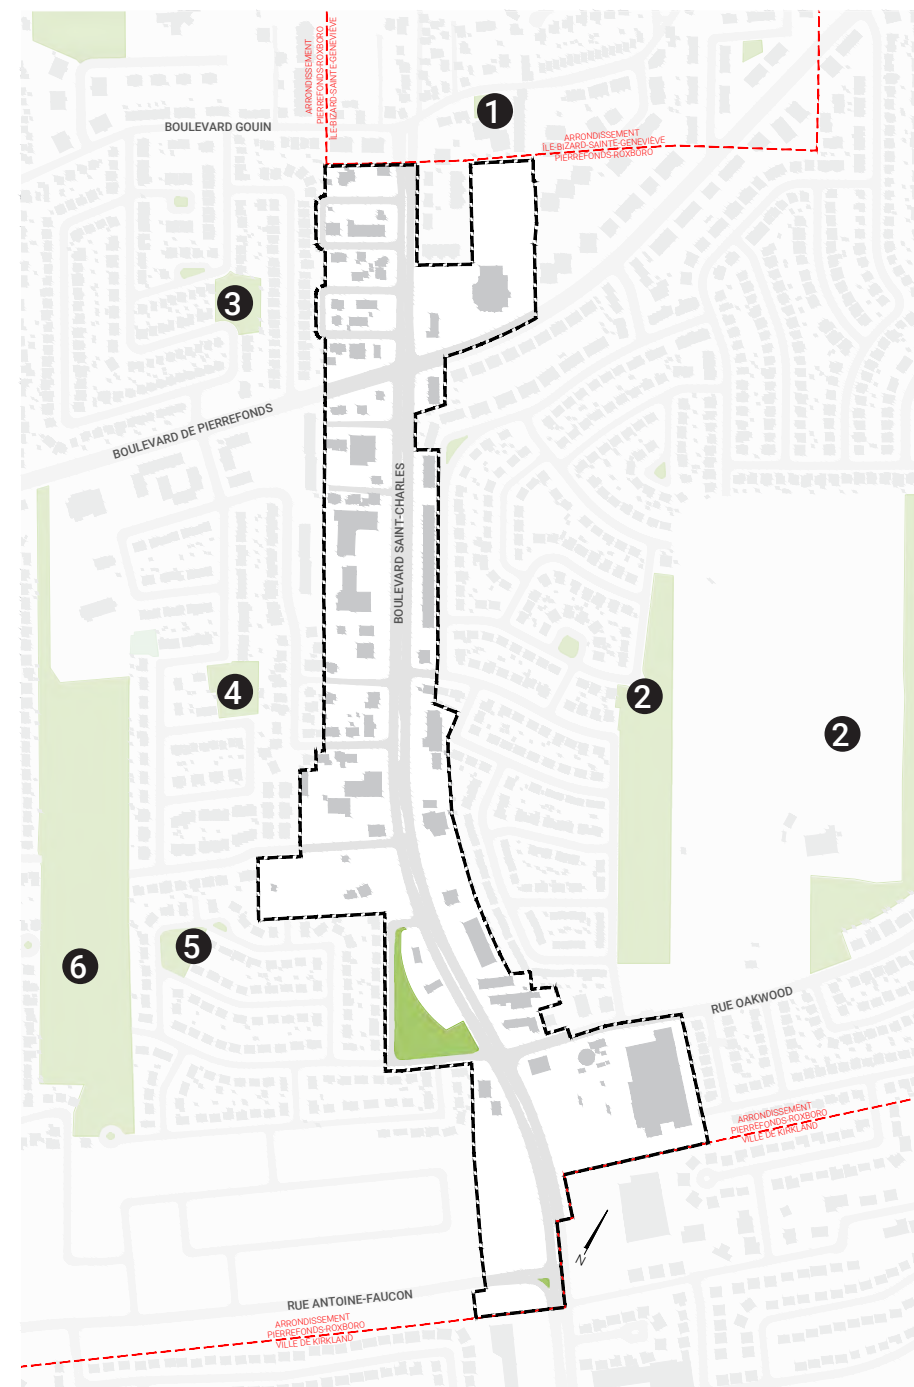 ARRONDISSEMENT
PIERREFONDS-ROXBORO
ÎLE-BIZARD-SAINTE-GENEVIÈVE
1
BOULEVARD GOUIN
ARRONDISSEMENT
ÎLE-BIZARD-SAINTE-GENEVIÈVE
PIERREFONDS-ROXBORO
3
BOULEVARD DE PIERREFONDS
BOULEVARD SAINT-CHARLES
4
2
2
5
6
RUE OAKWOOD
ARRONDISSEMENT
PIERREFONDS-ROXBORO
VILLE DE KIRKLAND
N
RUE ANTOINE-FAUCON
ARRONDISSEMENT
PIERREFONDS-ROXBORO
VILLE DE KIRKLAND